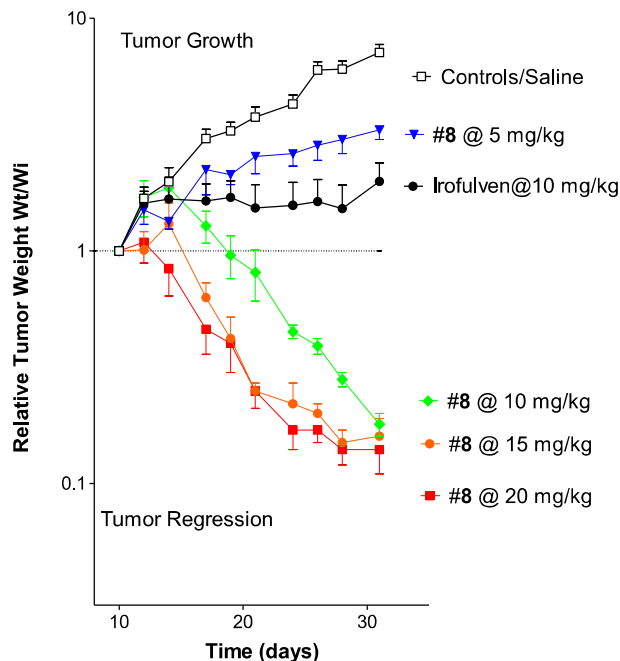 10
Tumor Growth
Controls/Saline
#8 @ 5 mg/kg
Irofulven@10 mg/kg
1
Relative Tumor Weight Wt/Wi
#8 @ 10 mg/kg
#8 @ 15 mg/kg
0.1
#8 @ 20 mg/kg
Tumor Regression
10 20 30
Time (days)